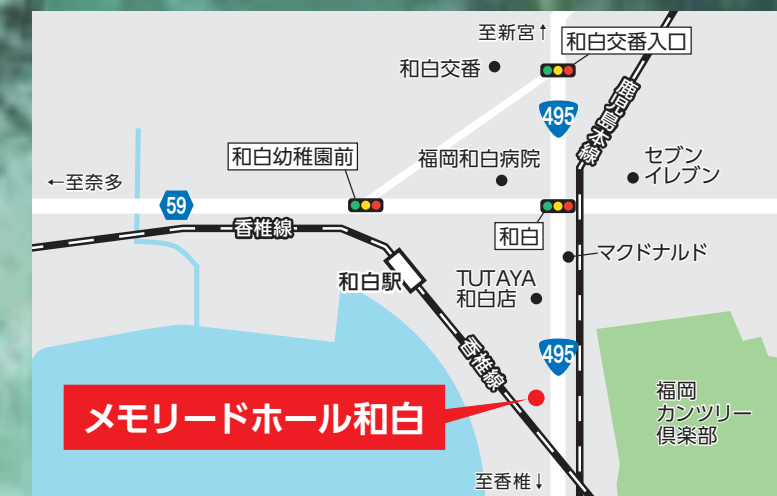 至新宮↑
和白交番入口
和白交番
495
鹿児島本線
和白幼稚園前
福岡和白病院
セブン
イレブン
←至奈多
59
香椎線
和白
マクドナルド
和白駅
TUTAYA
和白店
495
香椎線
メモリードホール和白
福岡
カンツリー
倶楽部
至香椎↓